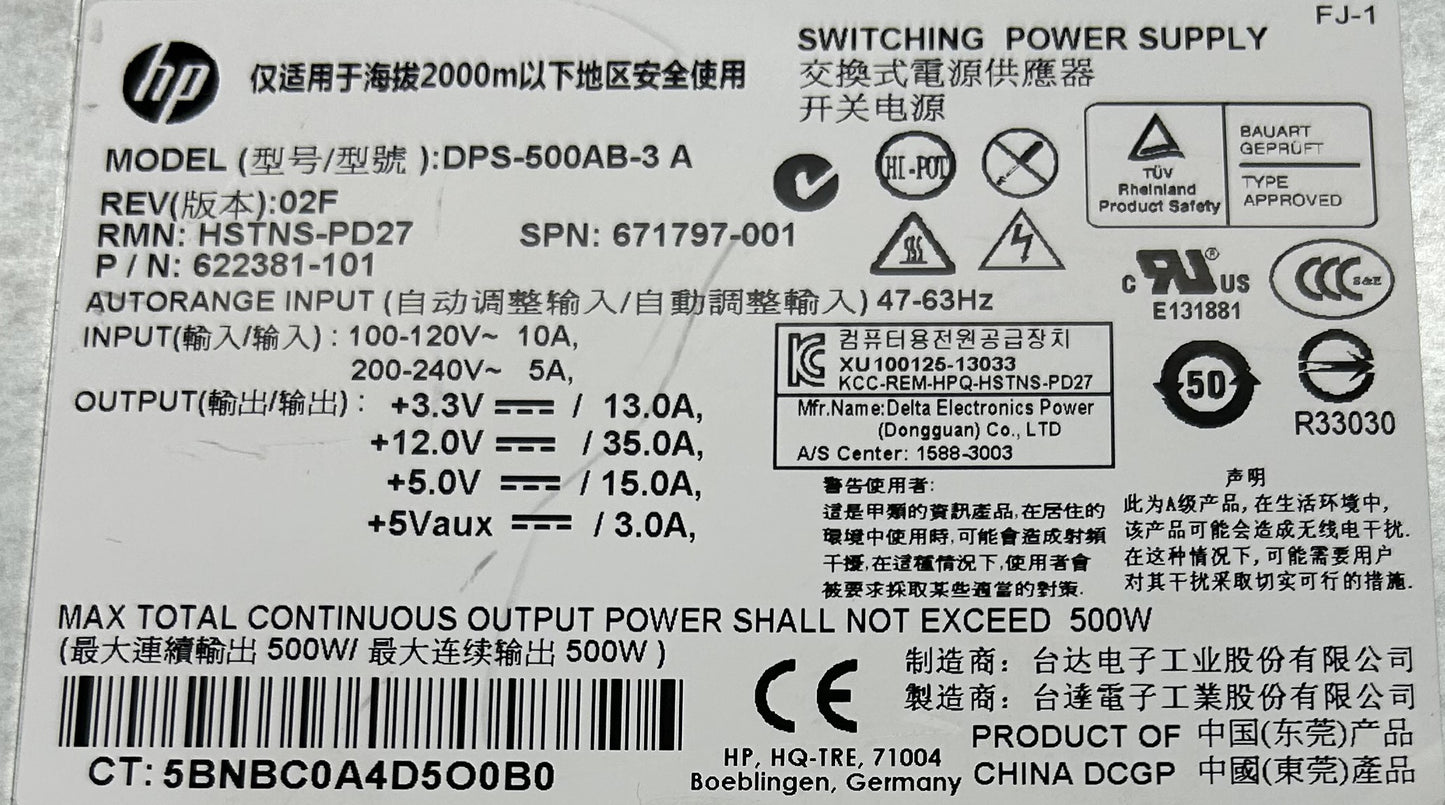 FJ-1
hp
仅适用于海拔2000m以下地区安全使用
SWITCHING POWER SUPPLY
交換式電源供應器
开关电源
MODEL (型号/型號 ):DPS-500AB-3 A
REV(版本):02F
RMN: HSTNS-PD27
SPN: 671797-001
P / N: 622381-101
HI-POT
TÜV
Rheinland
Product Safety
BAUART
GEPRÜFT
TYPE
APPROVED
AUTORANGE INPUT (自动调整输入/自動調整輸入) 47-63Hz
INPUT(輸入/输入) : 100-120V~ 10A,
200-240V~ 5A,
OUTPUT(輸出/输出) : +3.3V ⎓ / 13.0A,
+12.0V ⎓ / 35.0A,
+5.0V ⎓ / 15.0A,
+5Vaux ⎓ / 3.0A,
C RU ® US
E131881
CCC S&E
컴퓨터용전원공급장치
XU100125-13033
KCC-REM-HPQ-HSTNS-PD27
Mfr.Name:Delta Electronics Power
(Dongguan) Co., LTD
A/S Center: 1588-3003
50
R33030
警告使用者:
這是甲類的資訊產品,在居住的
環境中使用時,可能會造成射頻
干擾,在這種情況下,使用者會
被要求採取某些適當的對策.
声明
此为A级产品,在生活环境中,
该产品可能会造成无线电干扰.
在这种情况下,可能需要用户
对其干扰采取切实可行的措施.
MAX TOTAL CONTINUOUS OUTPUT POWER SHALL NOT EXCEED 500W
(最大連續輸出 500W/ 最大连续输出 500W )
CT: 5BNBC0A4D5O0B0
CE
HP, HQ-TRE, 71004
Boeblingen, Germany
制造商：台达电子工业股份有限公司
製造商：台達電子工業股份有限公司
PRODUCT OF 中国(东莞)产品
CHINA DCGP 中國(東莞)產品